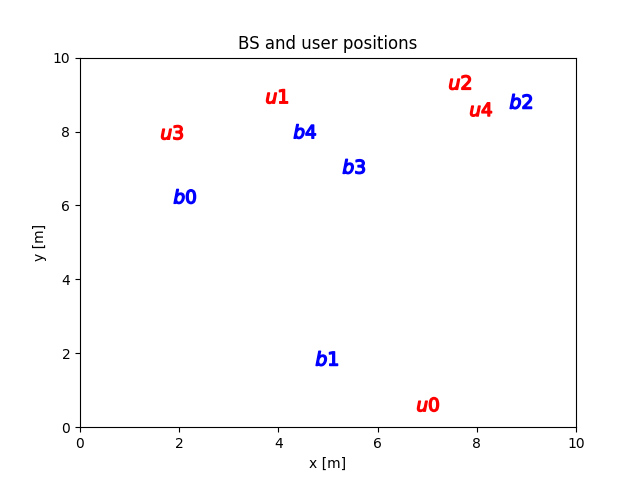 BS and user positions
10
u2
u1
b2
u4
8
u3
b4
b3
b0
6
y [m]
4
2
b1
u0
0
0 2 4 6 8 10
x [m]